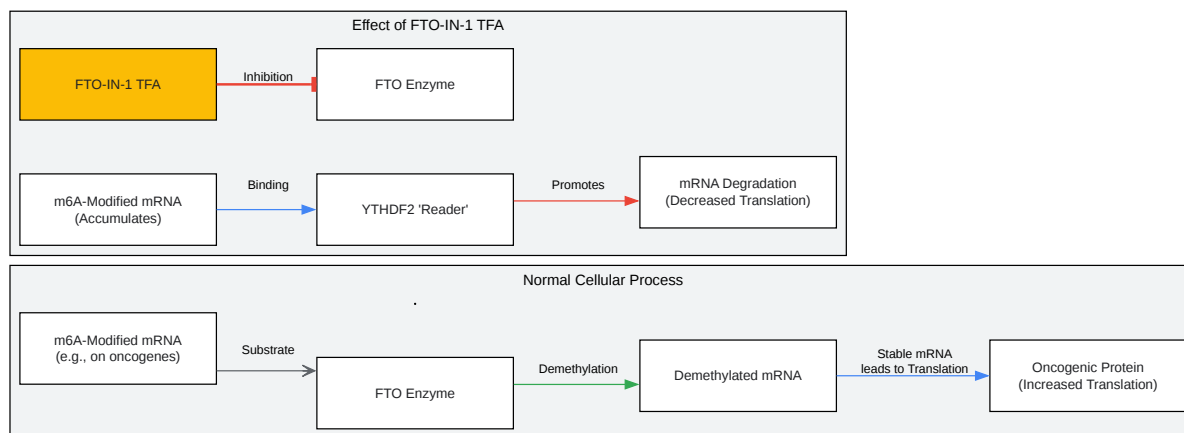 Effect of FTO-IN-1 TFA
FTO-IN-1 TFA
Inhibition
FTO Enzyme
m6A-Modified mRNA
(Accumulates)
Binding
YTHDF2 'Reader'
Promotes
mRNA Degradation
(Decreased Translation)
Normal Cellular Process
m6A-Modified mRNA
(e.g., on oncogenes)
Substrate
FTO Enzyme
Demethylation
Demethylated mRNA
Stable mRNA
leads to Translation
Oncogenic Protein
(Increased Translation)